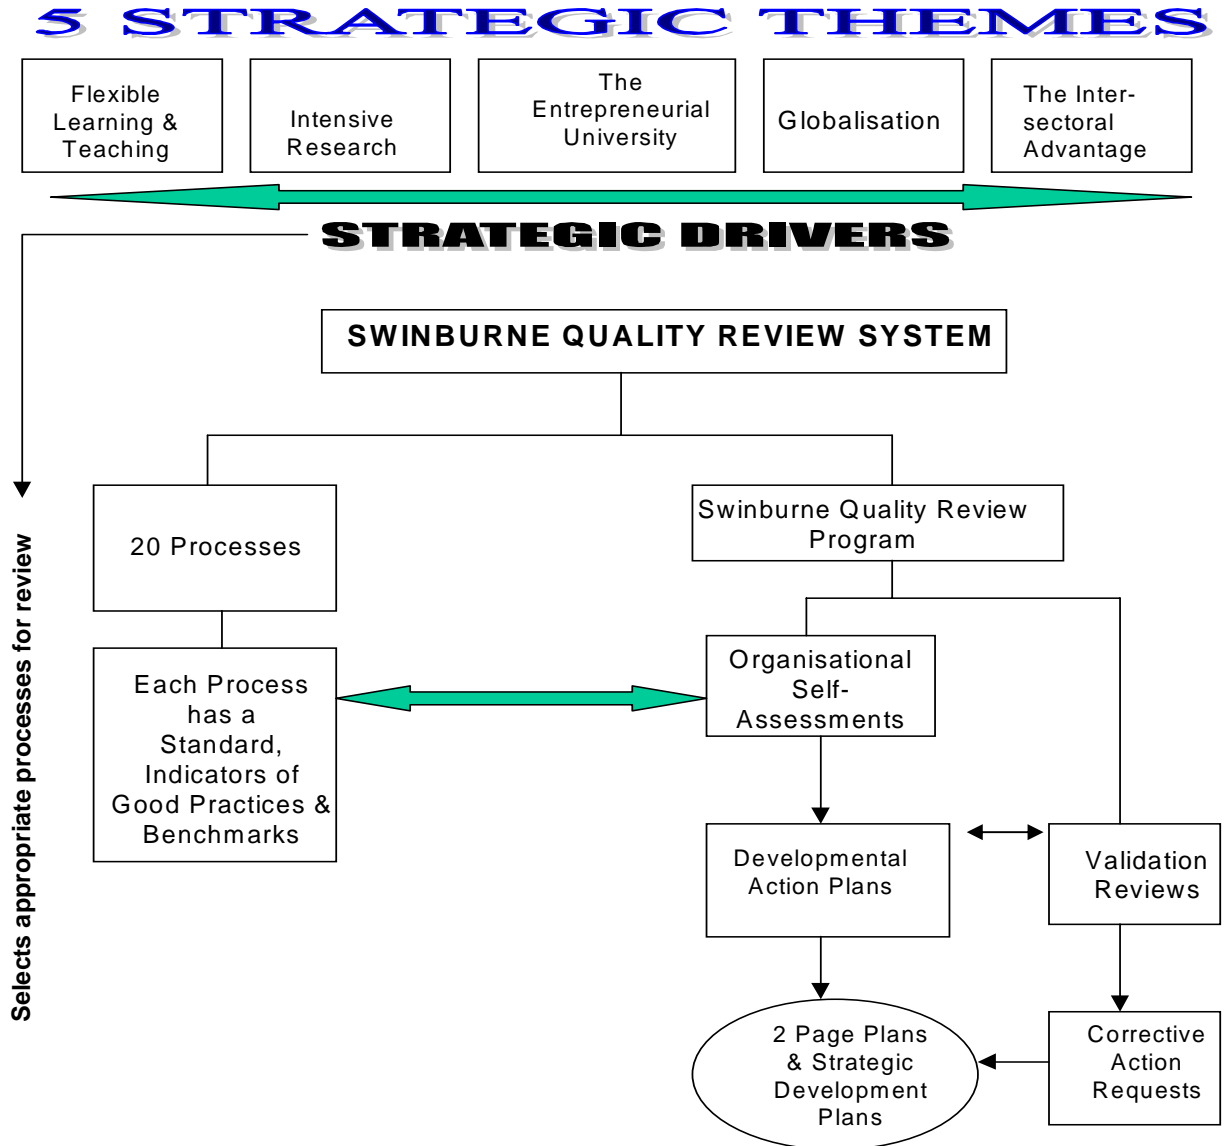 5 STRATEGIC THEMES
Flexible
Learning &
Teaching
Intensive
Research
The
Entrepreneurial
University
Globalisation
The Inter-
sectoral
Advantage
STRATEGIC DRIVERS
SWINBURNE QUALITY REVIEW SYSTEM
20 Processes
Swinburne Quality Review
Program
Selects appropriate processes for review
Each Process
has a
Standard,
Indicators of
Good Practices &
Benchmarks
Organisational
Self-
Assessments
Developmental
Action Plans
Validation
Reviews
2 Page Plans
& Strategic
Development
Plans
Corrective
Action
Requests